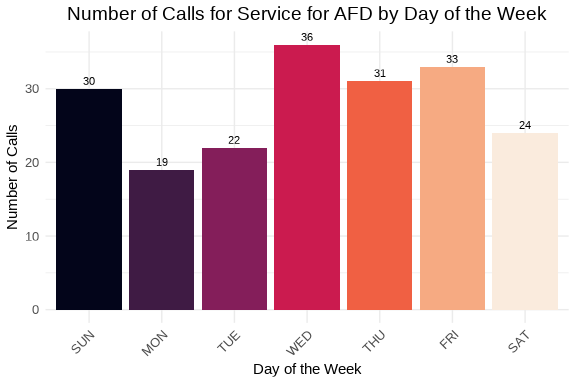 Number of Calls for Service for AFD by Day of the Week
Number of Calls
30
20
10
0
30
19
22
36
31
33
24
SUN
MON
TUE
WED
THU
FRI
SAT
Day of the Week